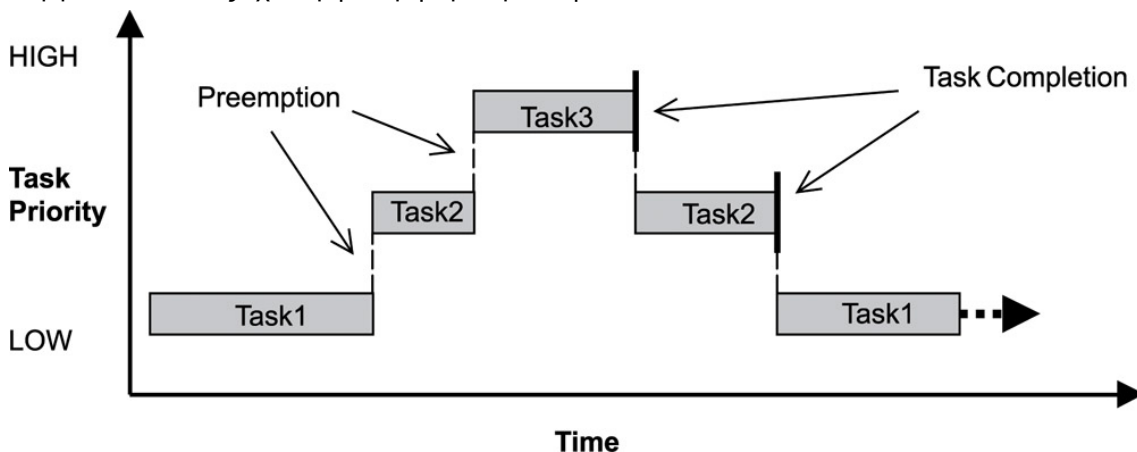 HIGH
Preemption
Task Completion
Task3
Task
Priority
Task2
Task2
Task1
Task1
LOW
Time